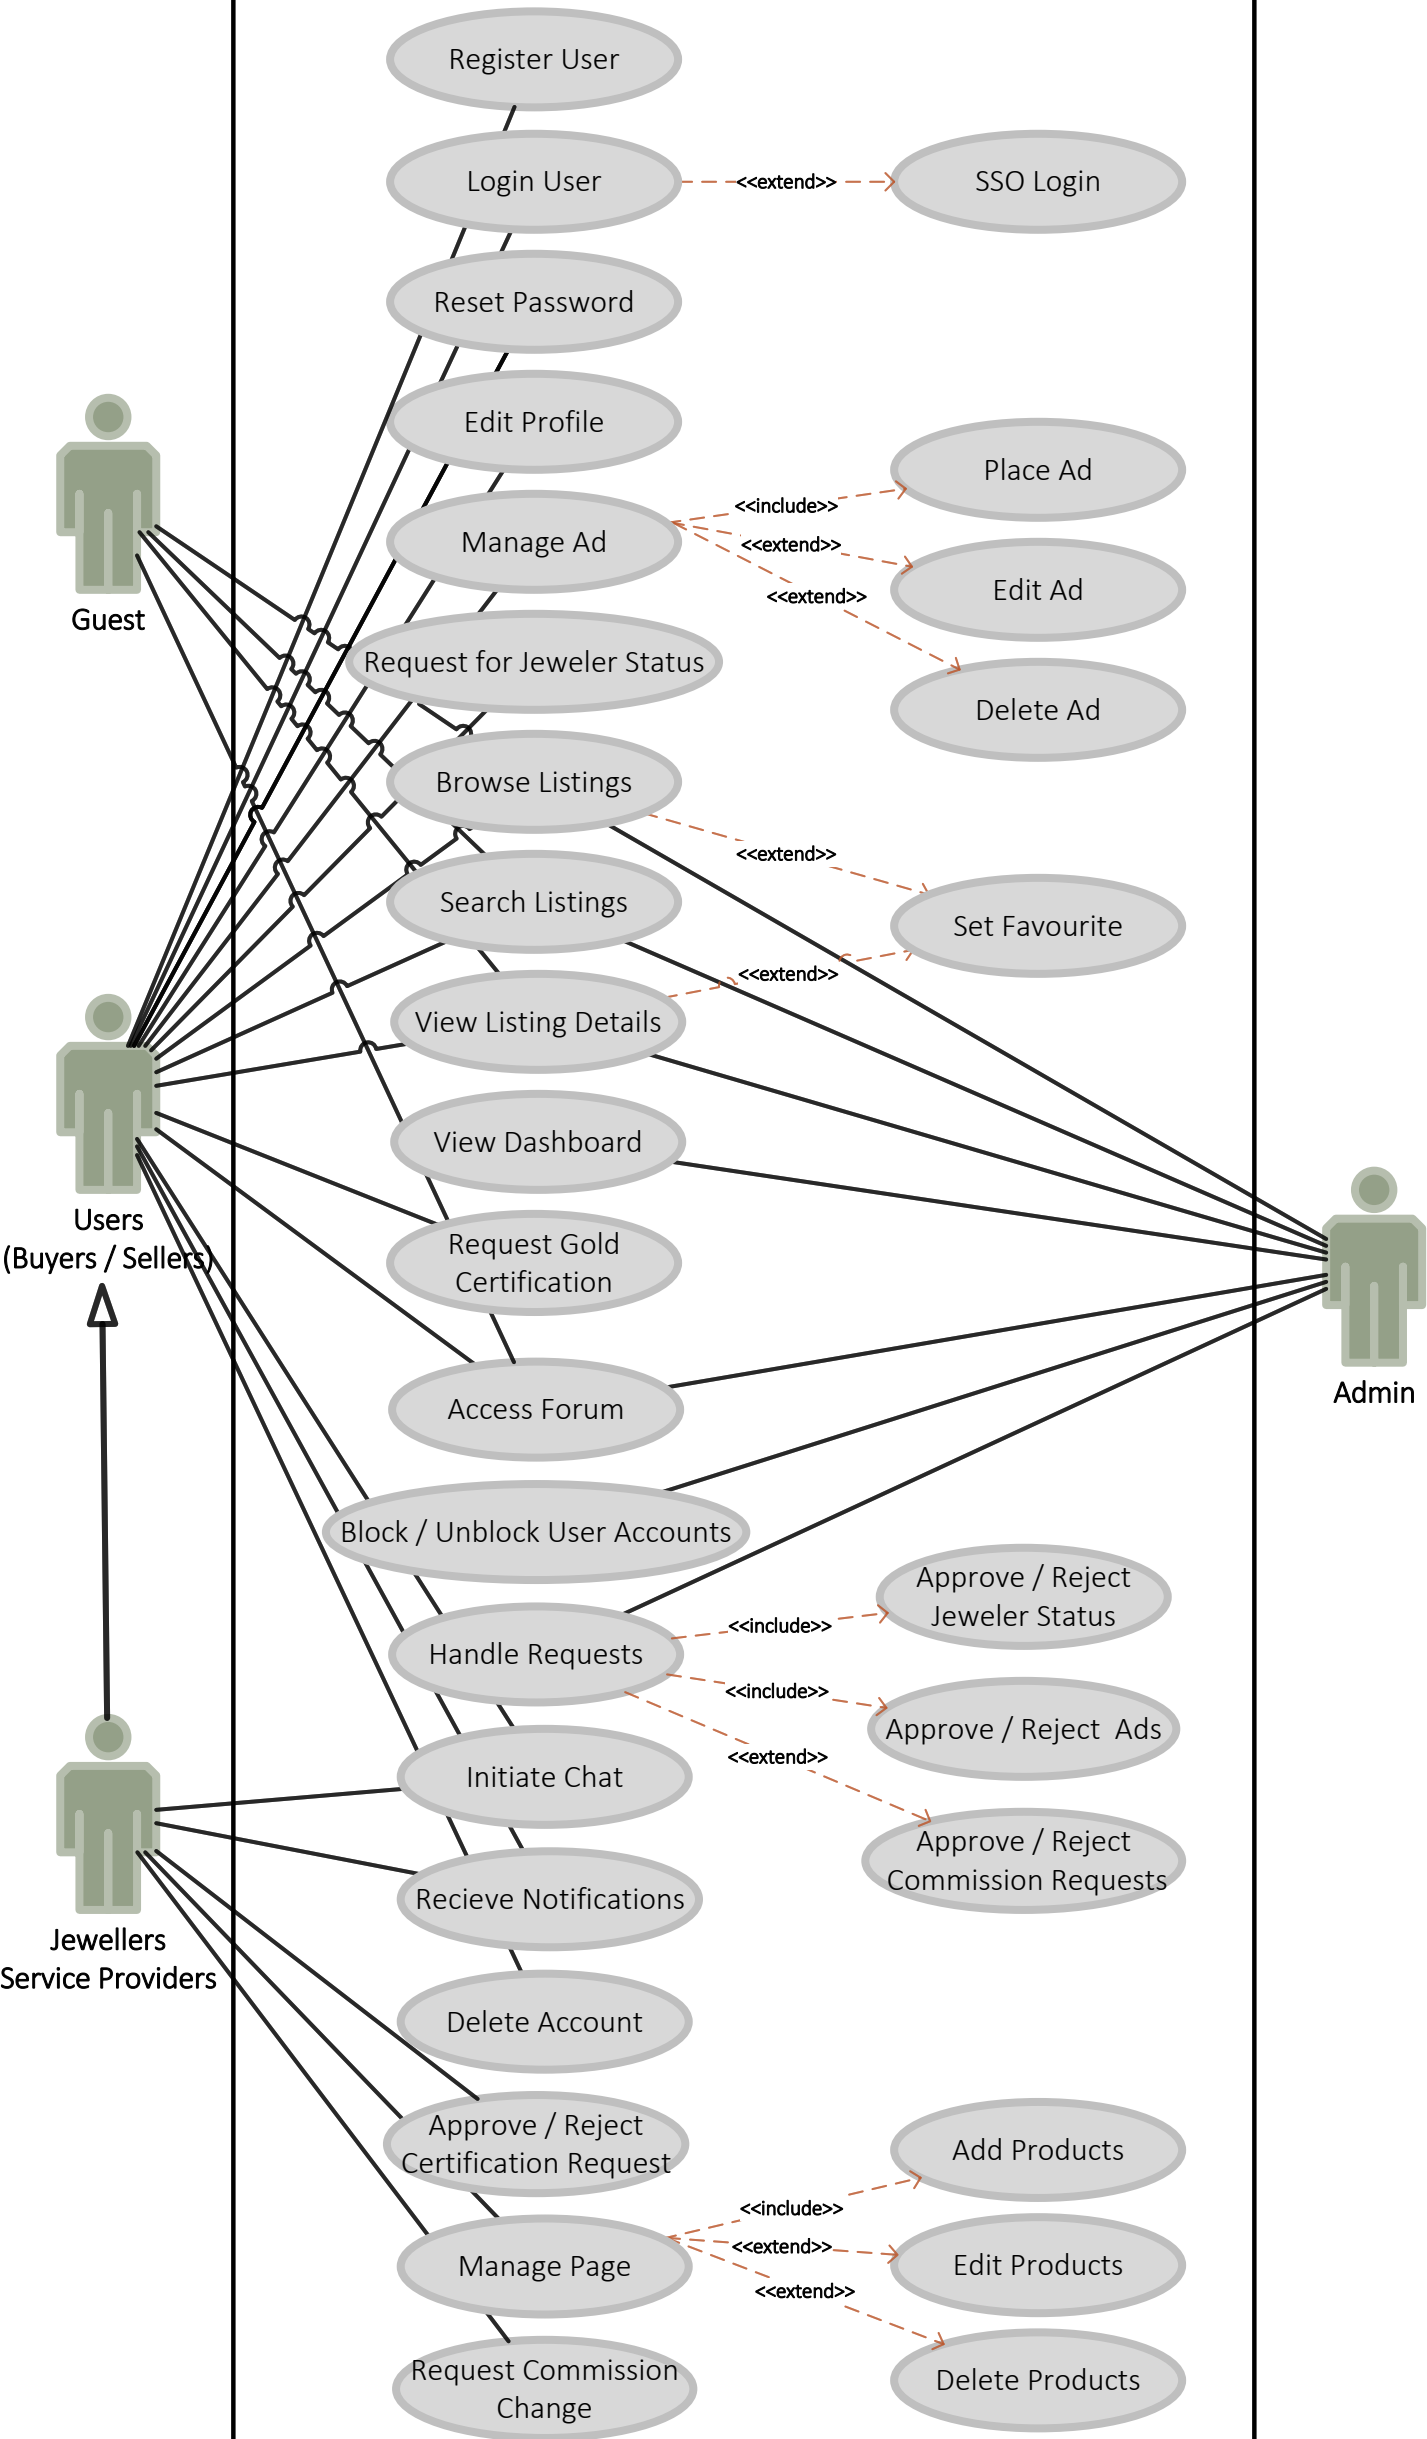 Register User
Login User
<<extend>>
SSO Login
Reset Password
Edit Profile
Place Ad
<<include>>
Manage Ad
<<extend>>
Edit Ad
<<extend>>
Guest
Request for Jeweler Status
Delete Ad
Browse Listings
<<extend>>
Search Listings
Set Favourite
<<extend>>
View Listing Details
View Dashboard
Users
(Buyers / Sellers)
Request Gold
Certification
Admin
Access Forum
Block / Unblock User Accounts
Approve / Reject
Jeweler Status
<<include>>
Handle Requests
<<include>>
Approve / Reject  Ads
<<extend>>
Initiate Chat
Approve / Reject
Commission Requests
Recieve Notifications
Jewellers
Service Providers
Delete Account
Approve / Reject
Certification Request
Add Products
<<include>>
<<extend>>
Manage Page
Edit Products
<<extend>>
Request Commission
Change
Delete Products